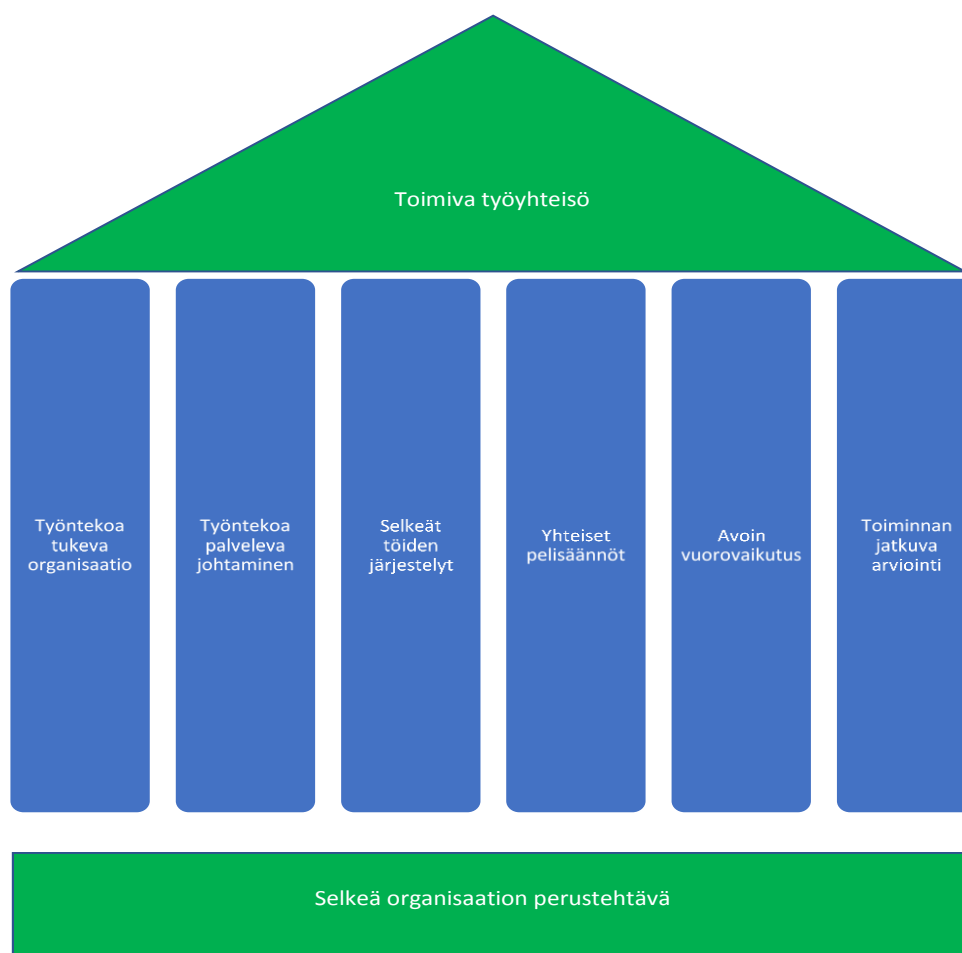 Toimiva työyhteisö
Työntekoa
tukeva
organisaatio
Työntekoa
palveleva
johtaminen
Selkeät
töiden
järjestelyt
Yhteiset
pelisäännöt
Avoin
vuorovaikutus
Toiminnan
jatkuva
arviointi
Selkeä organisaation perustehtävä